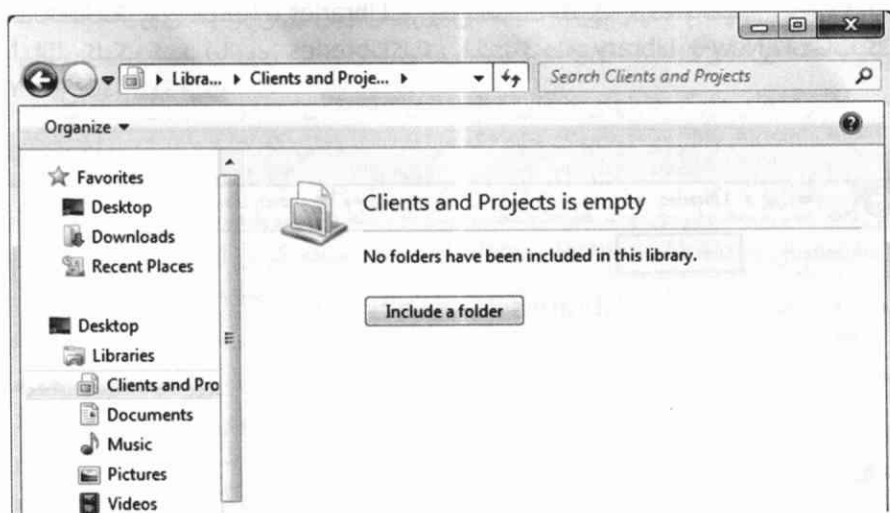 Libra... Clients and Proje... Search Clients and Projects
Organize
Favorites
Desktop
Downloads
Recent Places
Desktop
Libraries
Clients and Pro
Documents
Music
Pictures
Videos
Clients and Projects is empty
No folders have been included in this library.
Include a folder